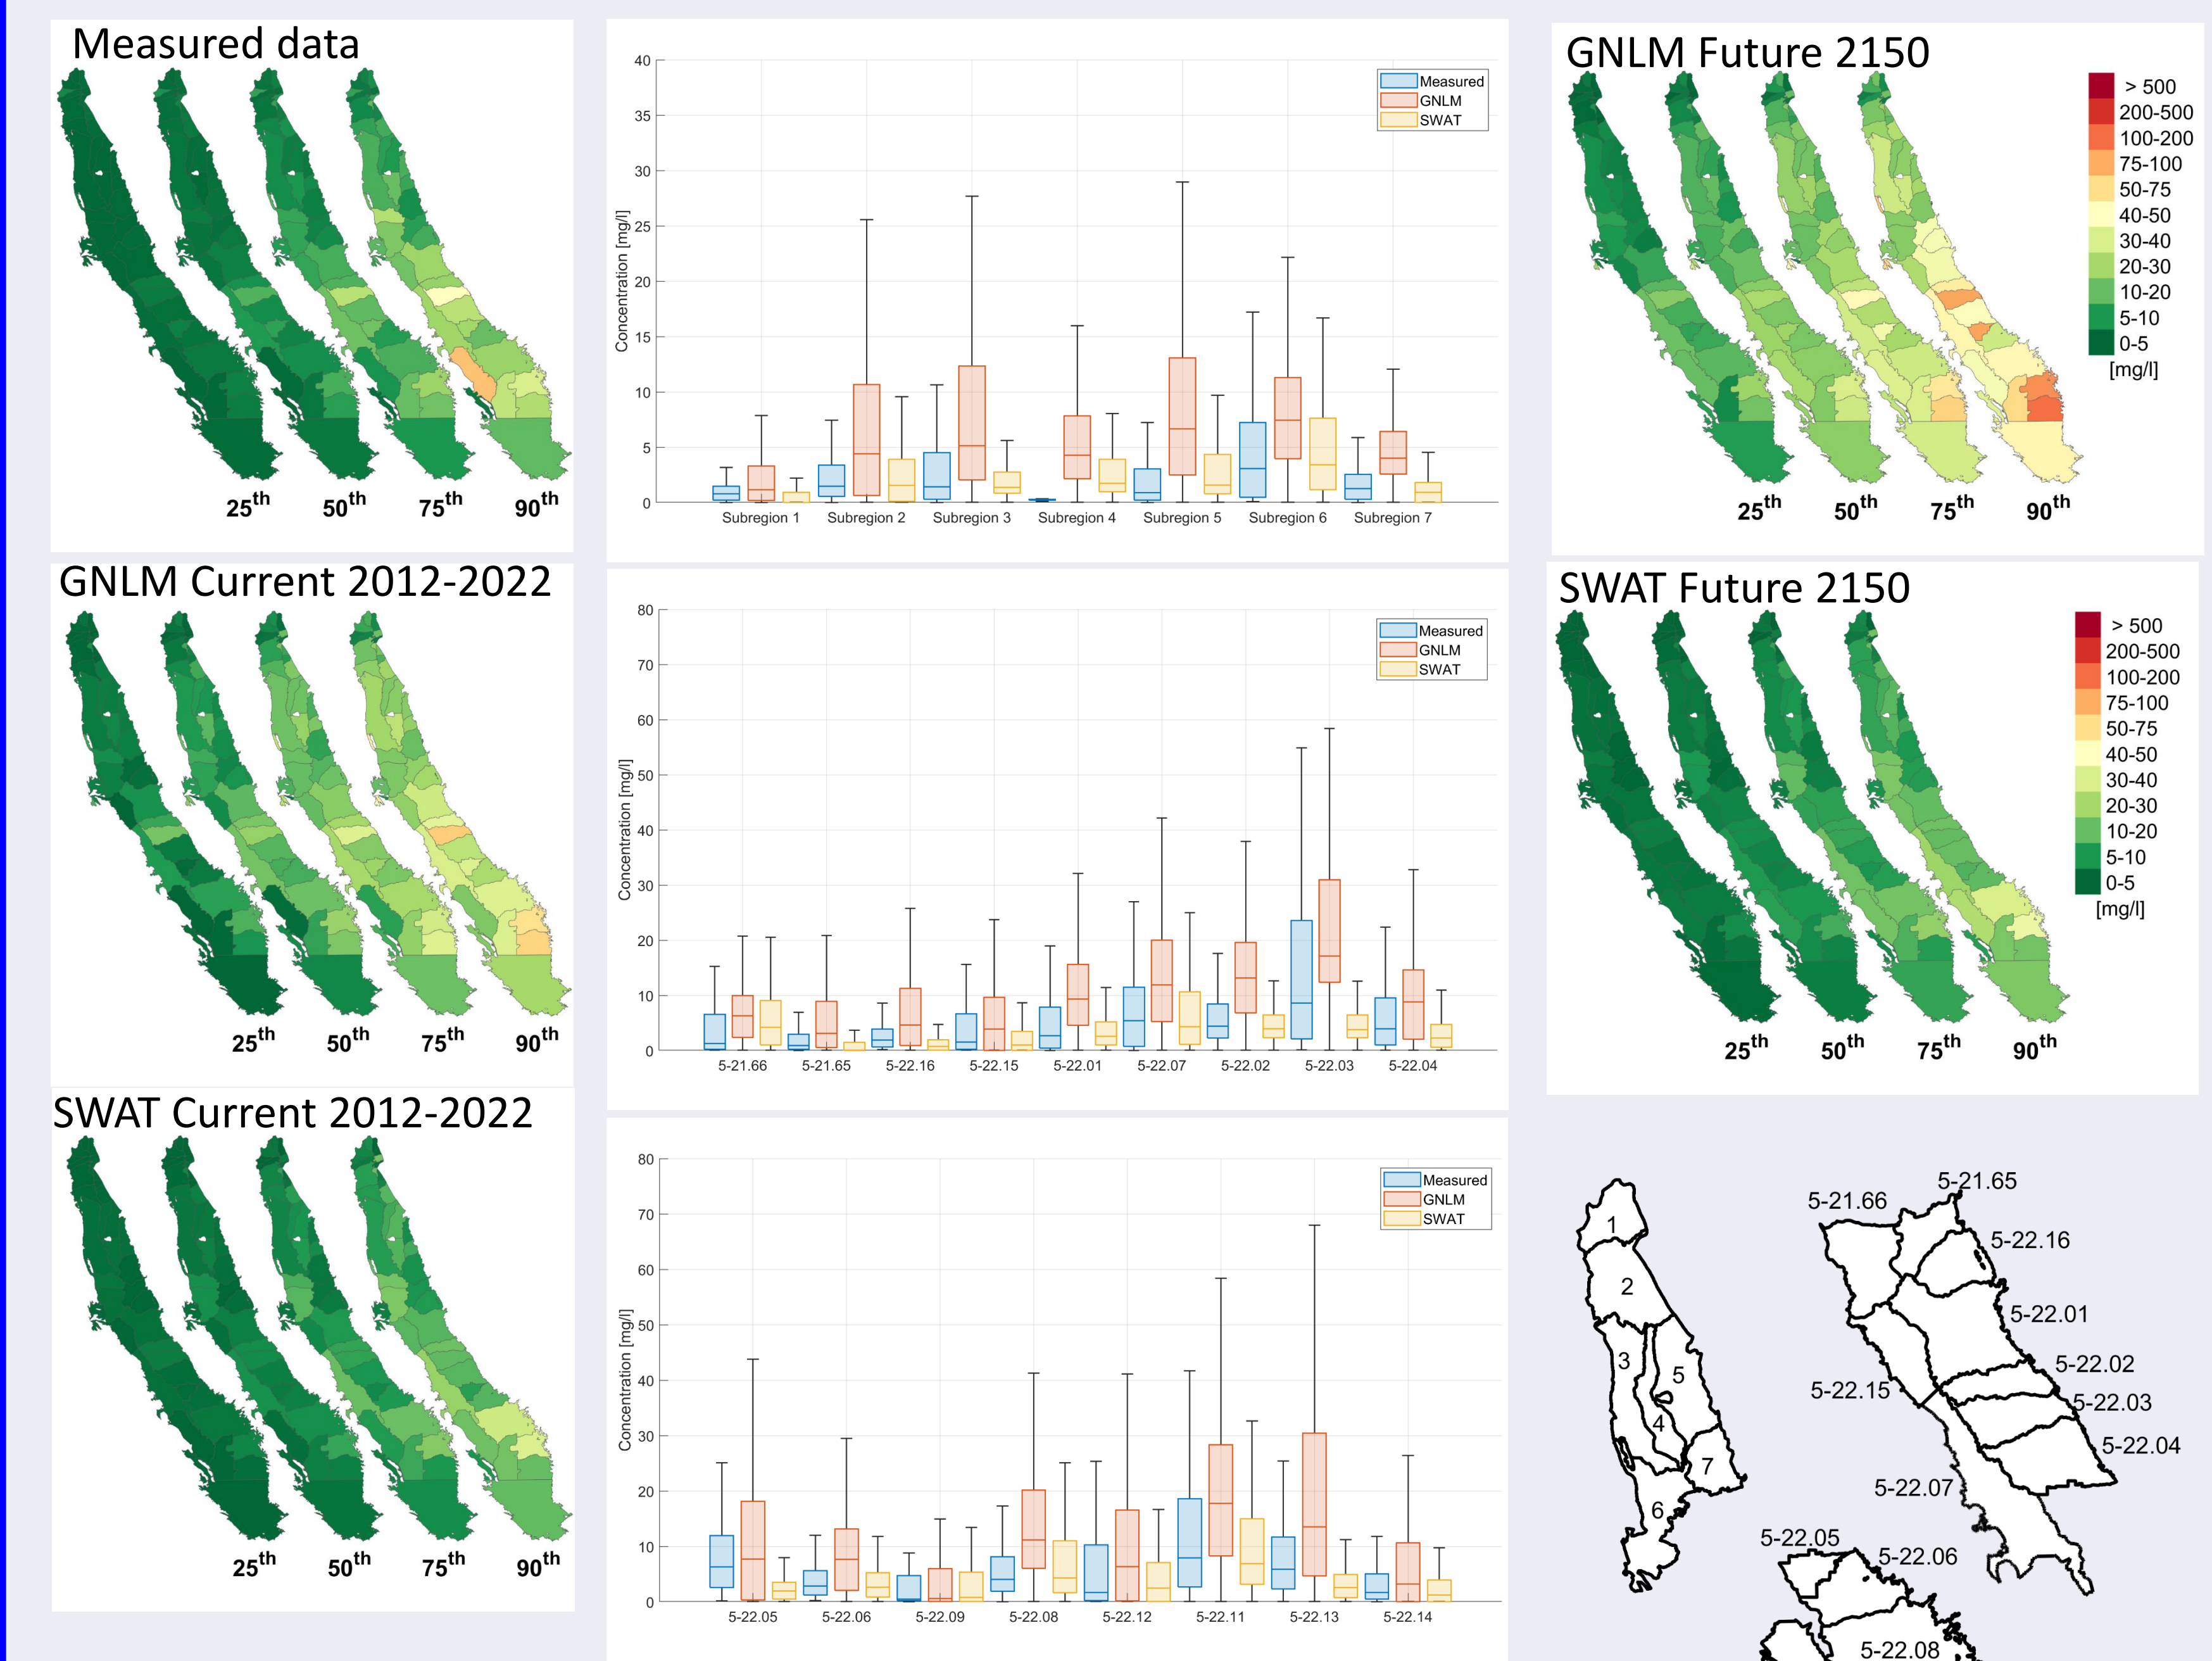 Measured data
25th 50th 75th 90th
GNLM Current 2012-2022
25th 50th 75th 90th
SWAT Current 2012-2022
25th 50th 75th 90th
40
35
30
25
20
15
10
5
0
Concentration [mg/l]
Measured
GNLM
SWAT
Subregion 1 Subregion 2 Subregion 3 Subregion 4 Subregion 5 Subregion 6 Subregion 7
80
70
60
50
40
30
20
10
0
Concentration [mg/l]
Measured
GNLM
SWAT
5-21.66 5-21.65 5-22.16 5-22.15 5-22.01 5-22.07 5-22.02 5-22.03 5-22.04
80
70
60
50
40
30
20
10
0
Concentration [mg/l]
Measured
GNLM
SWAT
5-22.05 5-22.06 5-22.09 5-22.08 5-22.12 5-22.11 5-22.13 5-22.14
GNLM Future 2150
> 500
200-500
100-200
75-100
50-75
40-50
30-40
20-30
10-20
5-10
0-5
[mg/l]
25th 50th 75th 90th
SWAT Future 2150
> 500
200-500
100-200
75-100
50-75
40-50
30-40
20-30
10-20
5-10
0-5
[mg/l]
25th 50th 75th 90th
1
2
3
5
4
7
6
5-21.65
5-21.66
5-22.16
5-22.01
5-22.02
5-22.15
5-22.03
5-22.04
5-22.07
5-22.05
5-22.06
5-22.08